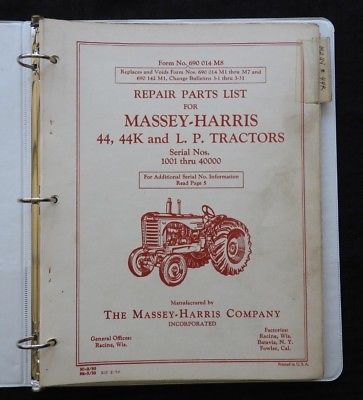 Form No. 690 014 M8
Replaces and Voids Form Nos. 690 014 M1 thru M7 and
690 142 M1, Change Bulletins 3-1 thru 3-31
REPAIR PARTS LIST
FOR
MASSEY-HARRIS
44, 44K and L. P. TRACTORS
Serial Nos.
1001 thru 40000
For Additional Serial No. Information
Read Page 5
Manufactured by
THE MASSEY-HARRIS COMPANY
INCORPORATED
General Offices:
Racine, Wis.
Factories:
Racine, Wis.
Batavia, N. Y.
Fowler, Cal.
Printed in U. S. A.